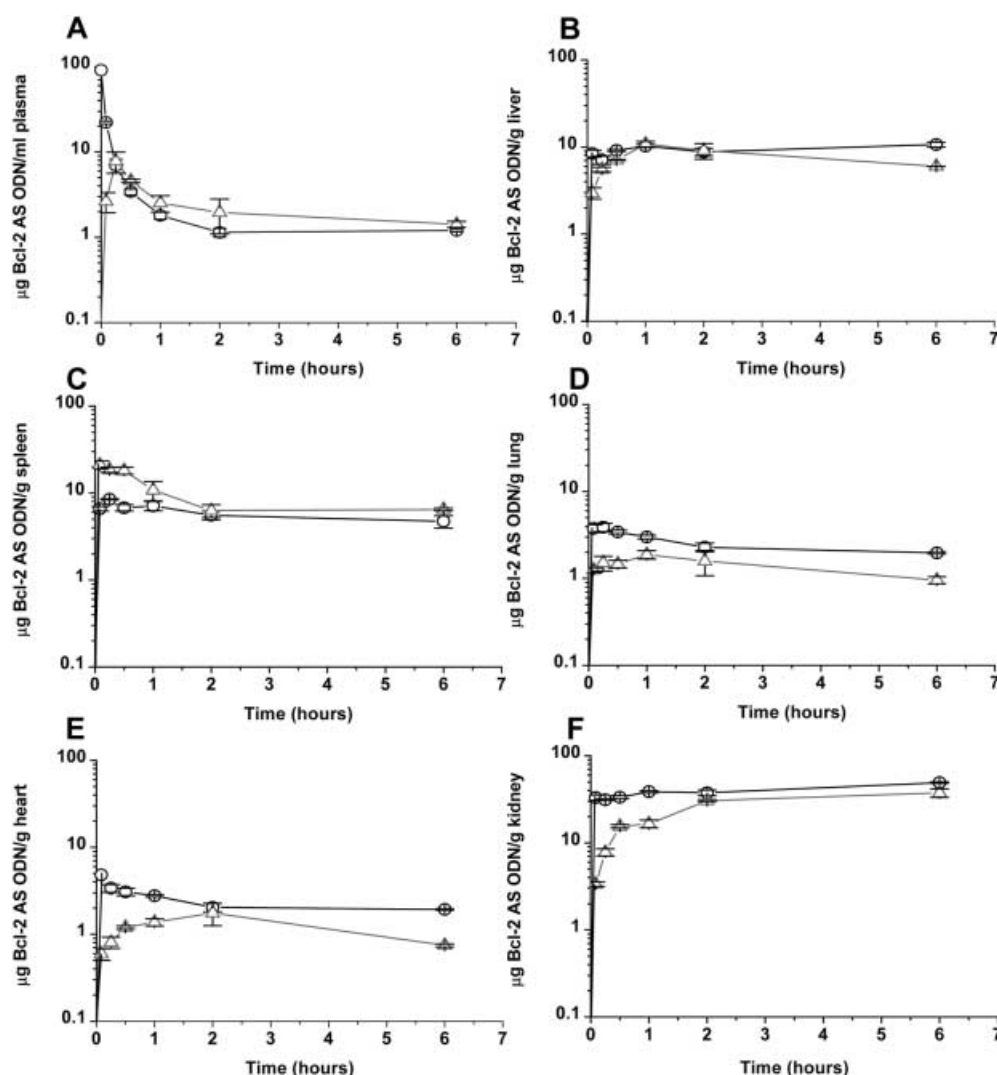 A
μg Bcl-2 AS ODN/ml plasma
100
10
1
0.1
0 1 2 3 4 5 6 7
Time (hours)
B
μg Bcl-2 AS ODN/g liver
100
10
1
0.1
0 1 2 3 4 5 6 7
Time (hours)
C
μg Bcl-2 AS ODN/g spleen
100
10
1
0.1
0 1 2 3 4 5 6 7
Time (hours)
D
μg Bcl-2 AS ODN/g lung
100
10
1
0.1
0 1 2 3 4 5 6 7
Time (hours)
E
μg Bcl-2 AS ODN/g heart
100
10
1
0.1
0 1 2 3 4 5 6 7
Time (hours)
F
μg Bcl-2 AS ODN/g kidney
100
10
1
0.1
0 1 2 3 4 5 6 7
Time (hours)